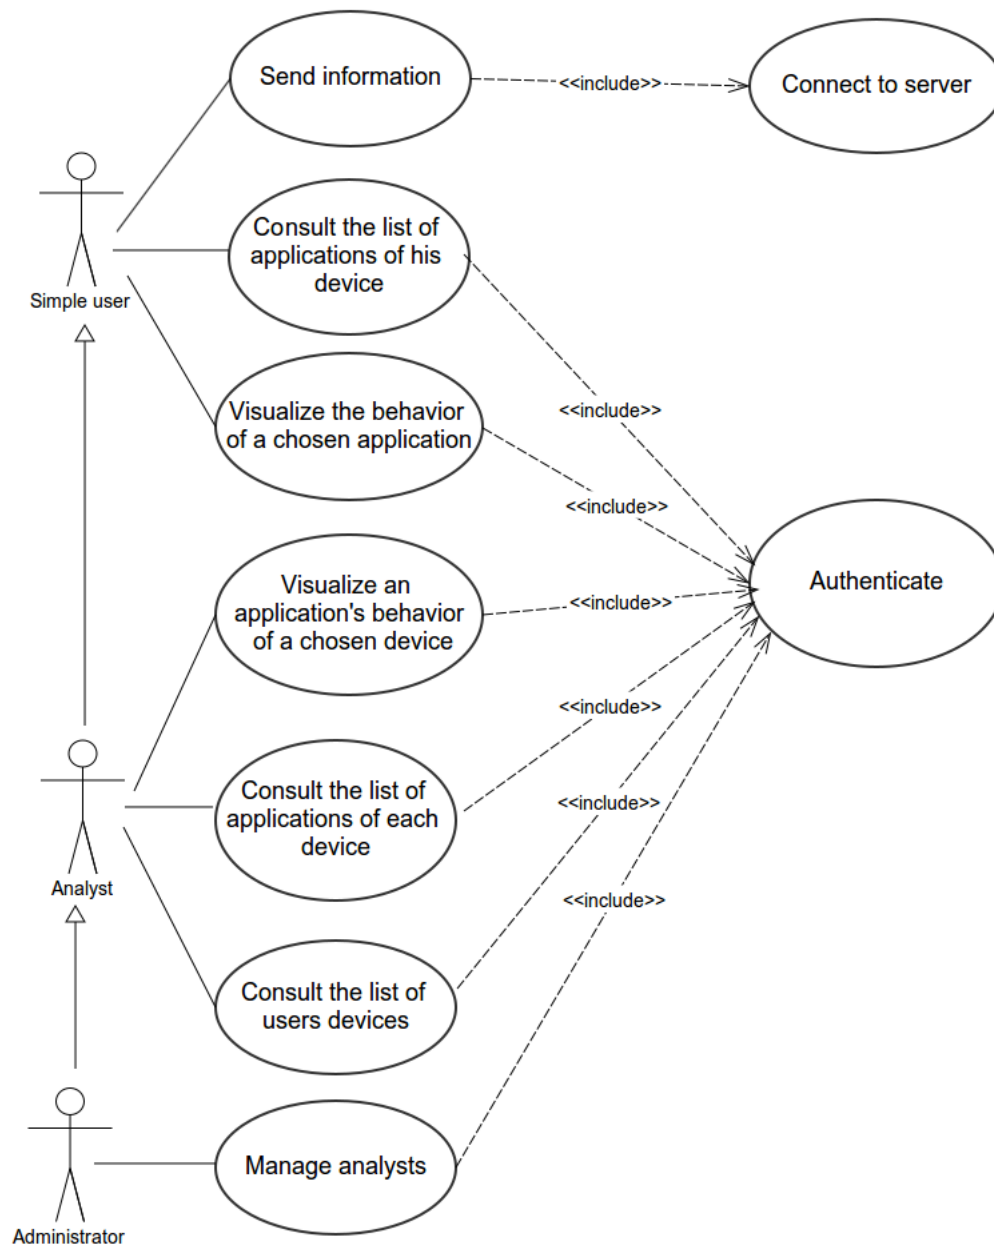 Send information
<<include>>
Connect to server
Consult the list of
applications of his
device
Simple user
Visualize the behavior
of a chosen application
<<include>>
<<include>>
Visualize an
application's behavior
of a chosen device
<<include>>
Authenticate
<<include>>
Consult the list of
applications of each
device
<<include>>
Analyst
<<include>>
Consult the list of
users devices
Manage analysts
Administrator